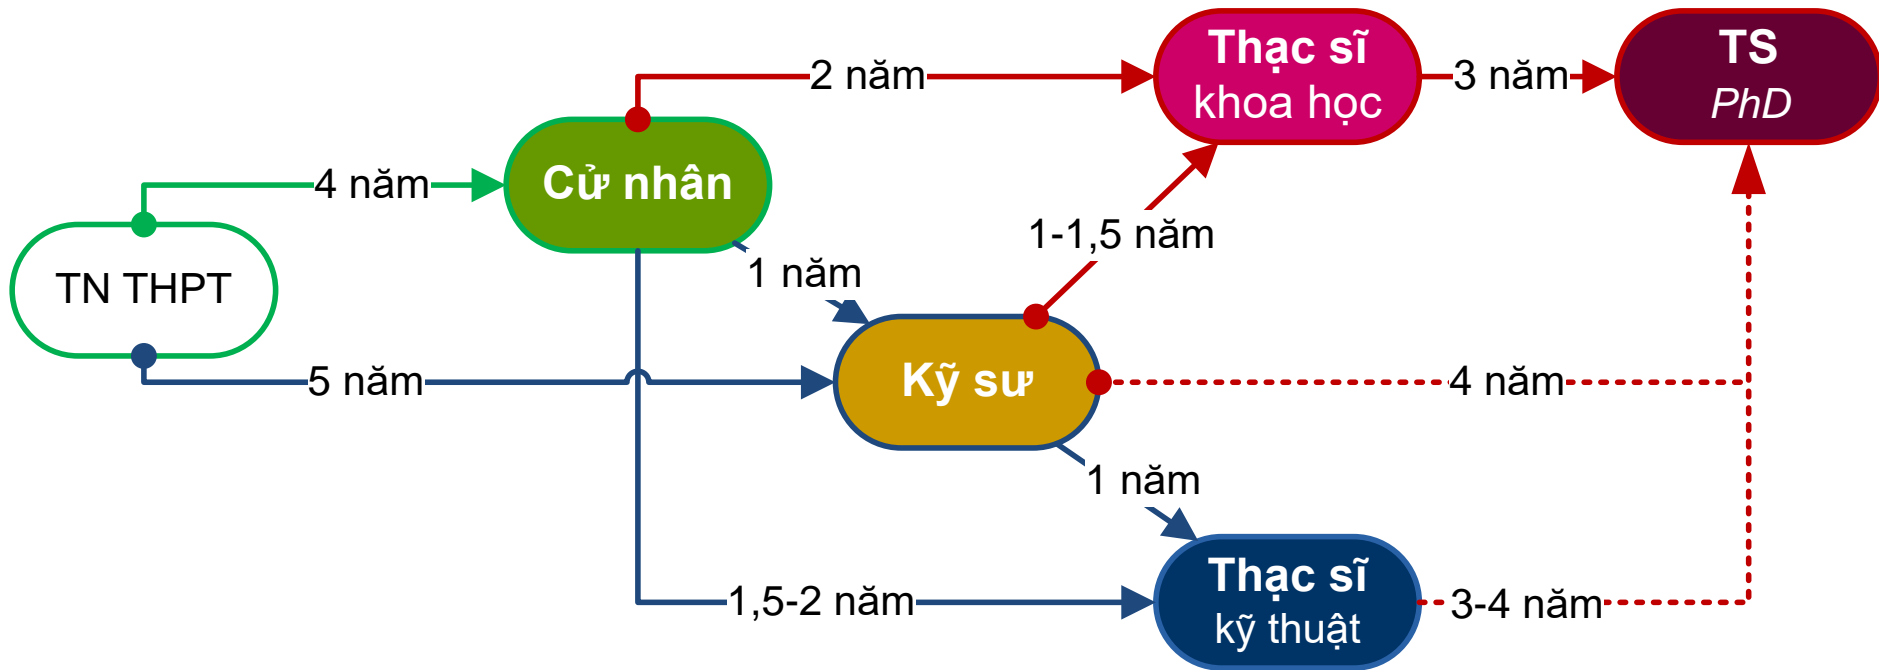 TN THPT
4 năm
5 năm
Cử nhân
2 năm
1 năm
1,5-2 năm
Kỹ sư
1-1,5 năm
4 năm
1 năm
Thạc sĩ
khoa học
3 năm
Thạc sĩ
kỹ thuật
3-4 năm
TS
PhD